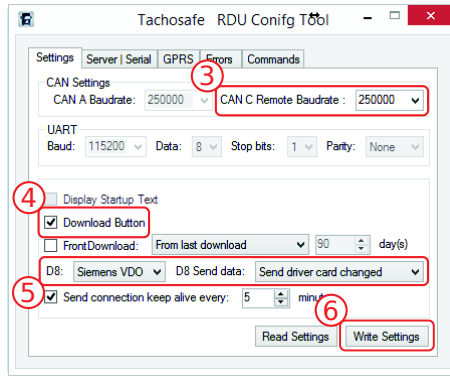 Tachosafe RDU Conifg Tool
Settings Server | Serial GPRS Errors Commands
3
CAN Settings
CAN A Baudrate: 250000 CAN C Remote Baudrate : 250000
UART
Baud: 115200 Data: 8 Stop bits: 1 Parity: None
4
Display Startup Text
Download Button
FrontDownload: From last download 90 day(s)
D8: Siemens VDO D8 Send data: Send driver card changed
5
Send connection keep alive every: 5 minut
6
Read Settings Write Settings